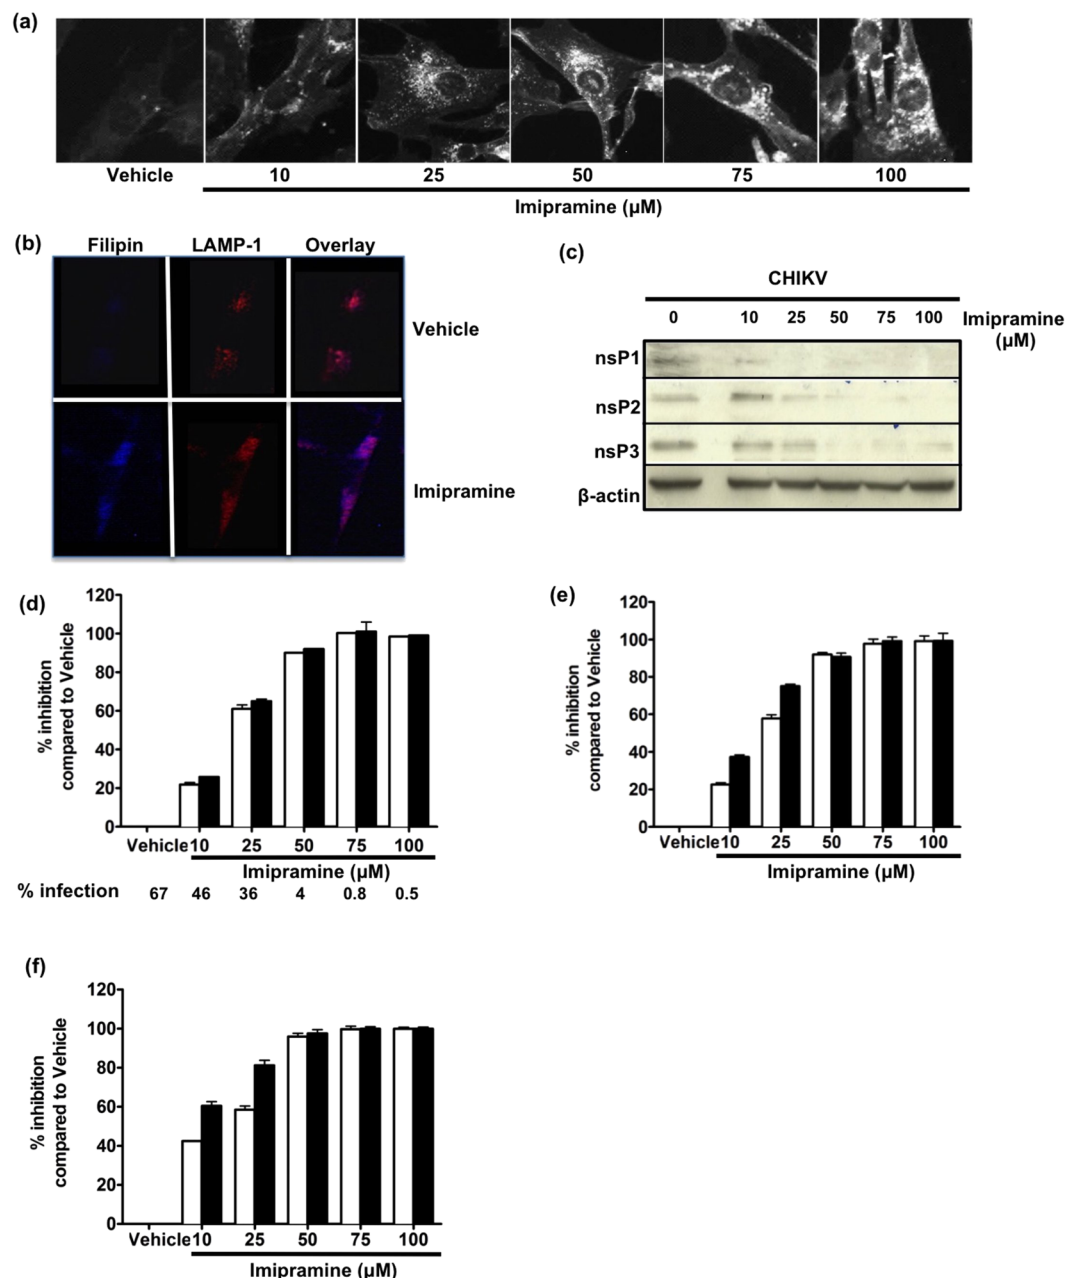 (a)
Vehicle 10 25 50 75 100
Imipramine (µM)
(b)
Filipin LAMP-1 Overlay
Vehicle
Imipramine
(c)
CHIKV
0 10 25 50 75 100 Imipramine
(µM)
nsP1
nsP2
nsP3
β-actin
(d)
% inhibition
compared to Vehicle
120
100
80
60
40
20
0
Vehicle 10 25 50 75 100
Imipramine (µM)
% infection 67 46 36 4 0.8 0.5
(e)
% inhibition
compared to Vehicle
120
100
80
60
40
20
0
Vehicle 10 25 50 75 100
Imipramine (µM)
(f)
% inhibition
compared to Vehicle
120
100
80
60
40
20
0
Vehicle 10 25 50 75 100
Imipramine (µM)